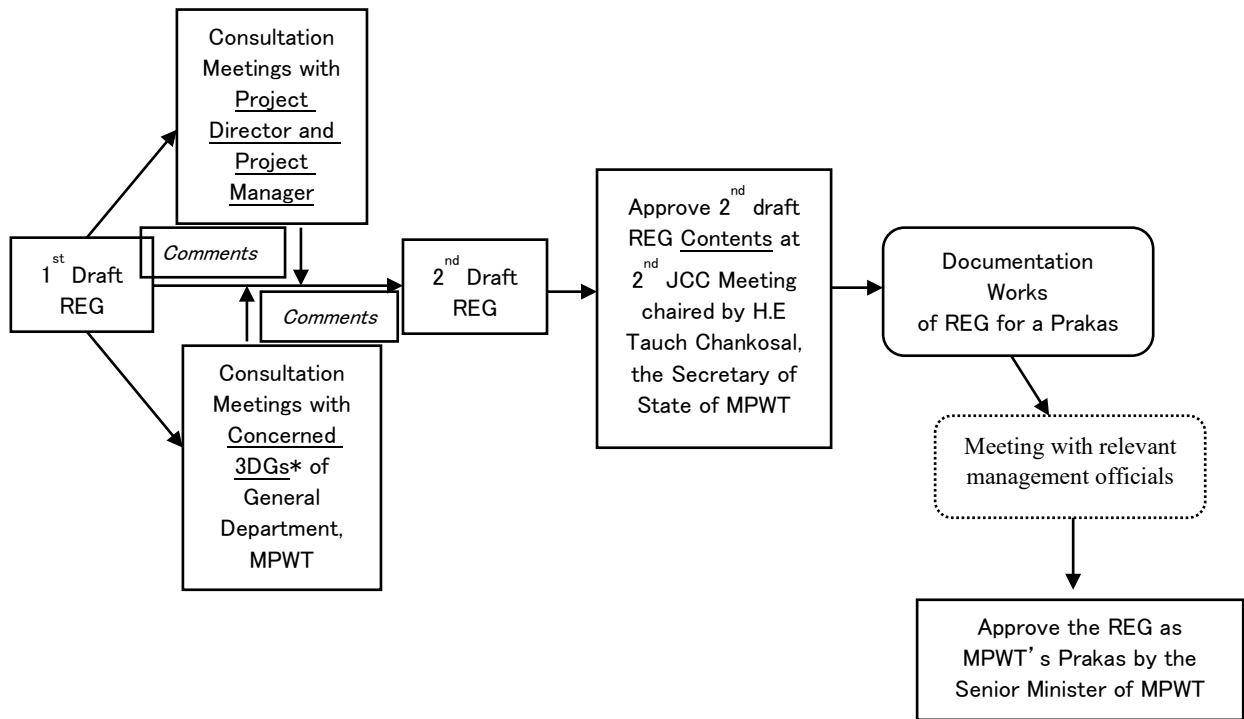 Consultation
Meetings with
Project
Director and
Project
Manager
Comments
1st Draft
REG
Comments
2nd Draft
REG
Consultation
Meetings with
Concerned
3DGs* of
General
Department,
MPWT
Approve 2nd draft
REG Contents at
2nd JCC Meeting
chaired by H.E
Tauch Chankosal,
the Secretary of
State of MPWT
Documentation
Works
of REG for a Prakas
Meeting with relevant
management officials
Approve the REG as
MPWT's Prakas by the
Senior Minister of MPWT